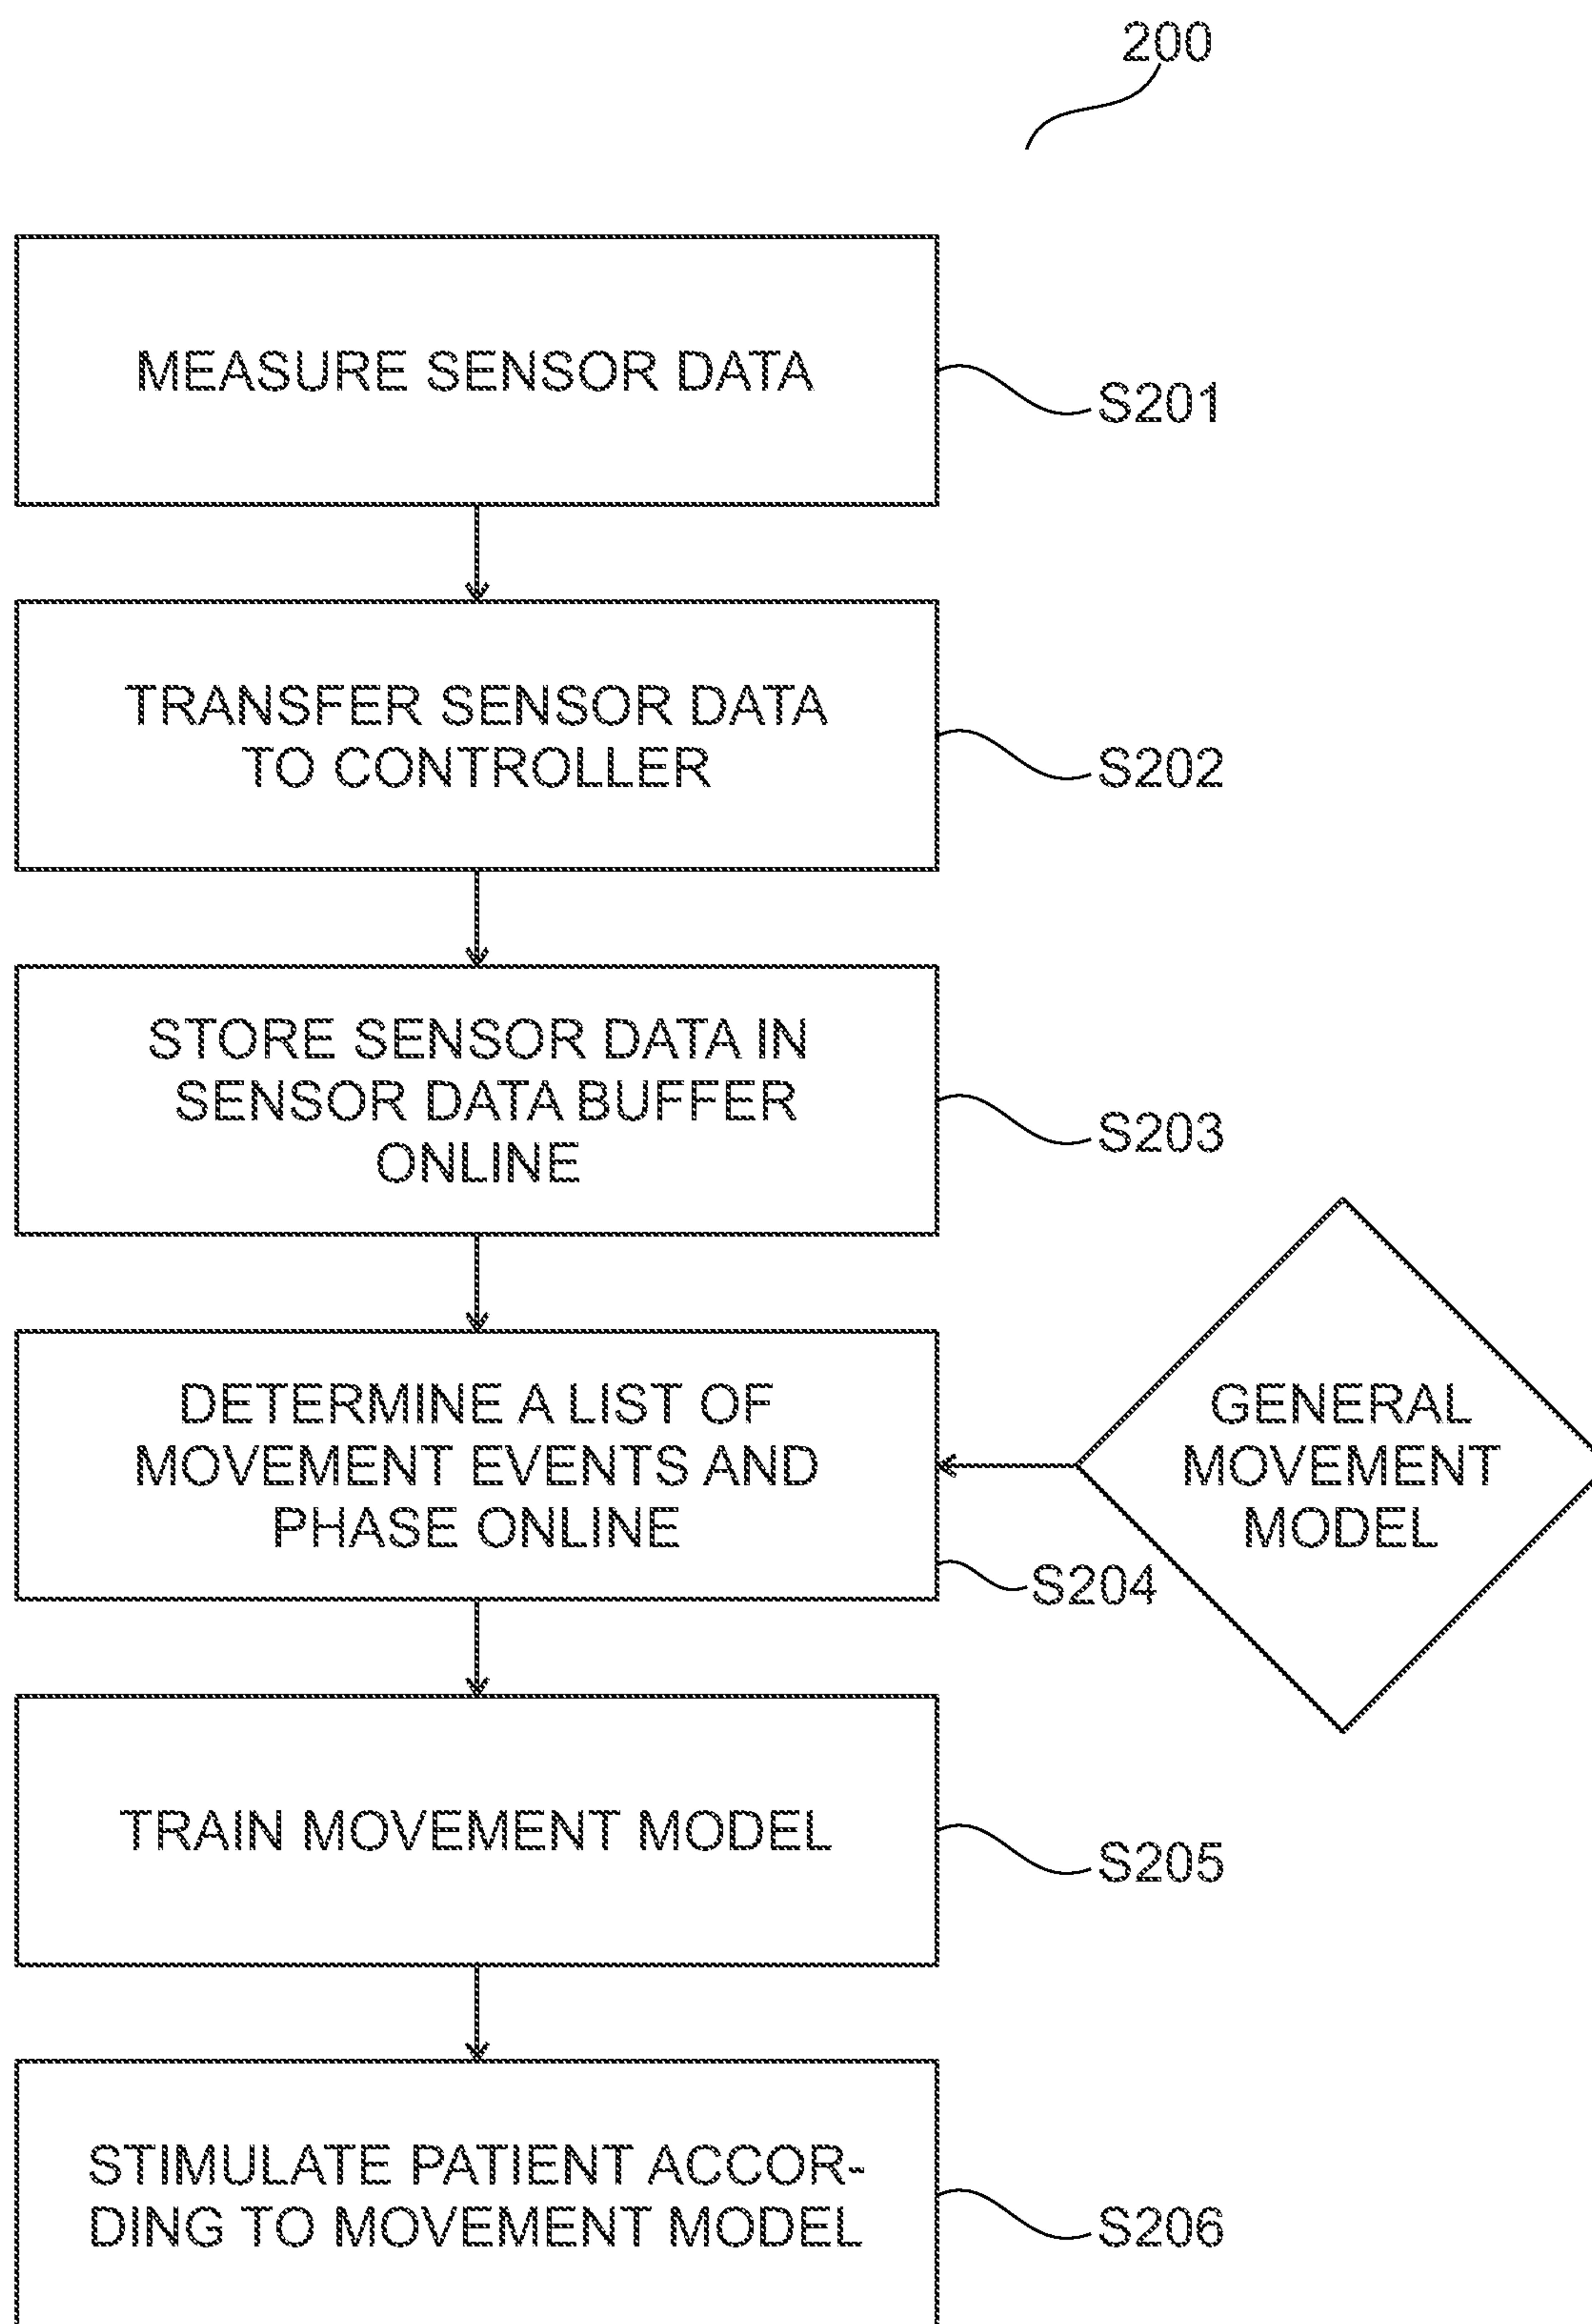 200
MEASURE SENSOR DATA
S201
TRANSFER SENSOR DATA
TO CONTROLLER
S202
STORE SENSOR DATA IN
SENSOR DATA BUFFER
ONLINE
S203
DETERMINE A LIST OF
MOVEMENT EVENTS AND
PHASE ONLINE
S204
GENERAL
MOVEMENT
MODEL
TRAIN MOVEMENT MODEL
S205
STIMULATE PATIENT ACCOR-
DING TO MOVEMENT MODEL
S206